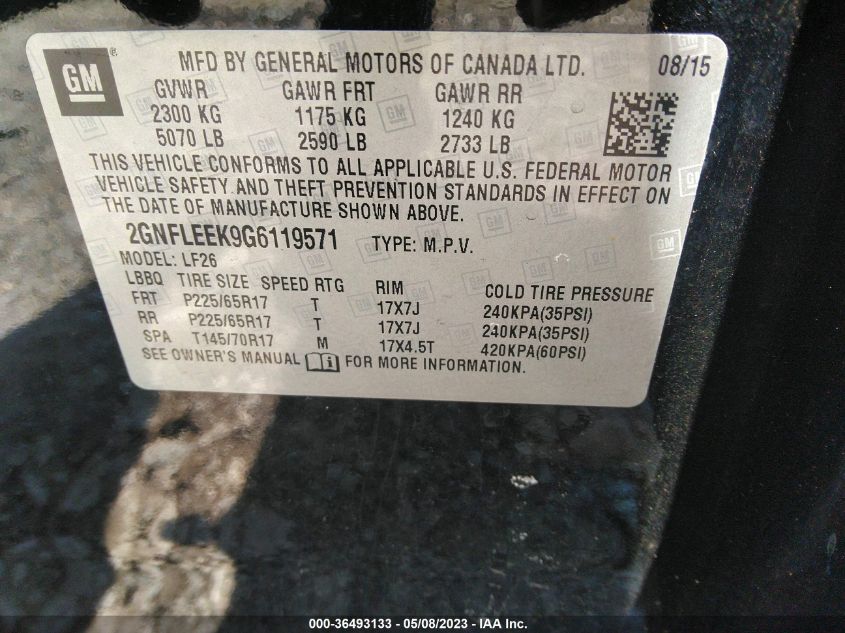 GM ® MFD BY GENERAL MOTORS OF CANADA LTD. 08/15
GVWR GAWR FRT GAWR RR
2300 KG 1175 KG 1240 KG
5070 LB 2590 LB 2733 LB
THIS VEHICLE CONFORMS TO ALL APPLICABLE U.S. FEDERAL MOTOR
VEHICLE SAFETY AND THEFT PREVENTION STANDARDS IN EFFECT ON
THE DATE OF MANUFACTURE SHOWN ABOVE.
2GNFLEEK9G6119571 TYPE: M.P.V.
MODEL: LF26
LBBQ TIRE SIZE SPEED RTG RIM COLD TIRE PRESSURE
FRT P225/65R17 T 17X7J 240KPA(35PSI)
RR P225/65R17 T 17X7J 240KPA(35PSI)
SPA T145/70R17 M 17X4.5T 420KPA(60PSI)
SEE OWNER'S MANUAL FOR MORE INFORMATION.
000-36493133 - 05/08/2023 - IAA Inc.